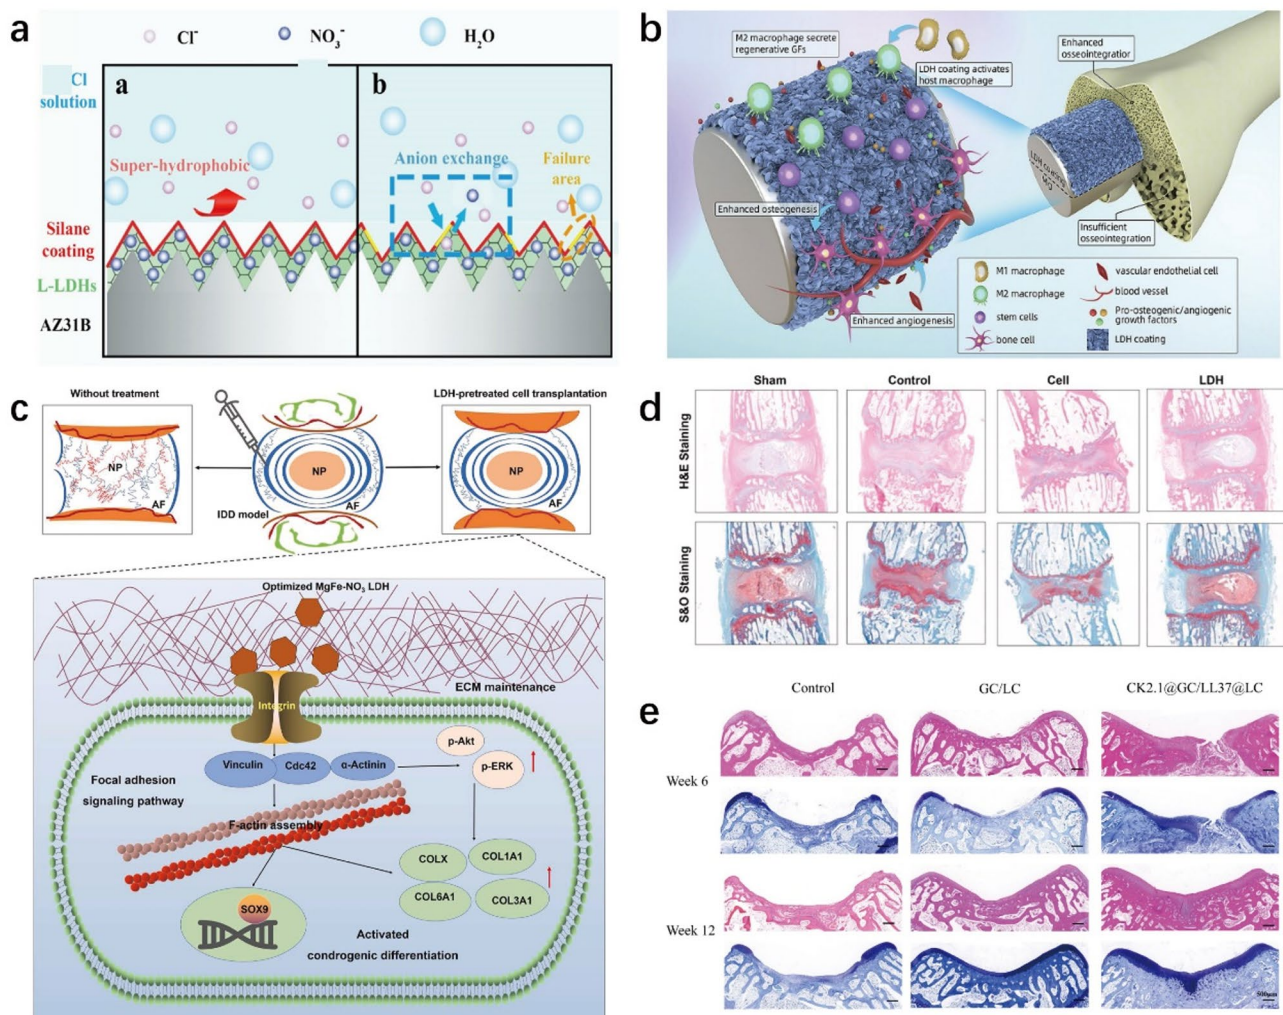 a
Cl-
NO3-
H2O
Cl
solution
a
b
Super-hydrophobic
Anion exchange
Failure
area
Silane
coating
L-LDHs
AZ31B
b
M2 macrophage secrete
regenerative GFs
LDH coating activates
host macrophage
Enhanced
osseointegration
LDH coating
Enhanced osteogenesis
Insufficient
osseointegration
Enhanced angiogenesis
M1 macrophage
M2 macrophage
stem cells
bone cell
vascular endothelial cell
blood vessel
Pro-osteogenic/angiogenic
growth factors
LDH coating
c
Without treatment
LDH-pretreated cell transplantation
NP
AF
IDD model
NP
AF
NP
AF
Optimized MgFe-NO3 LDH
ECM maintenance
Integrin
Vinculin
Cdc42
α-Actinin
p-Akt
p-ERK
Focal adhesion
signaling pathway
F-actin assembly
COLX
COL1A1
COL6A1
COL3A1
SOX9
Activated
condrogenic differentiation
d
Sham
Control
Cell
LDH
H&E Staining
S&O Staining
e
Control
GC/LC
CK2.1@GC/LL37@LC
Week 6
Week 12
500μm